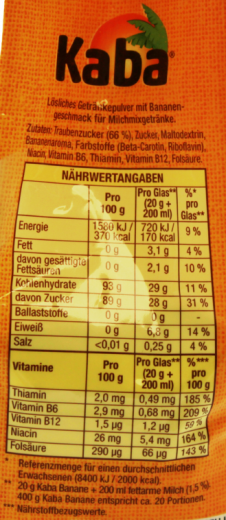 Kaba®
Lösliches Getränkepulver mit Bananen-
geschmack für Milchmixgetränke.
Zutaten: Traubenzucker (66 %), Zucker, Maltodextrin,
Bananenaroma, Farbstoffe (Beta-Carotin, Riboflavin),
Niacin, Vitamin B6, Thiamin, Vitamin B12, Folsäure.
NÄHRWERTANGABEN
Pro 100 g Pro Glas** (20 g + 200 ml) %* pro Glas**
Energie 1580 kJ / 370 kcal 720 kJ / 170 kcal 9 %
Fett 0 g 3,1 g 4 %
davon gesättigte Fettsäuren 0 g 2,1 g 10 %
Kohlenhydrate 93 g 29 g 11 %
davon Zucker 89 g 28 g 31 %
Ballaststoffe 0 g 0 g -
Eiweiß 0 g 6,8 g 14 %
Salz <0,01 g 0,25 g 4 %
Vitamine Pro 100 g Pro Glas** (20 g + 200 ml) %*** pro 100 g
Thiamin 2,0 mg 0,49 mg 185 %
Vitamin B6 2,9 mg 0,68 mg 209 %
Vitamin B12 1,5 µg 1,2 µg 59 %
Niacin 26 mg 5,4 mg 164 %
Folsäure 290 µg 66 µg 143 %
* Referenzmenge für einen durchschnittlichen
Erwachsenen (8400 kJ / 2000 kcal).
** 20 g Kaba Banane + 200 ml fettarme Milch (1,5 %).
400 g Kaba Banane entspricht ca. 20 Portionen.
*** Nährstoffbezugswerte.